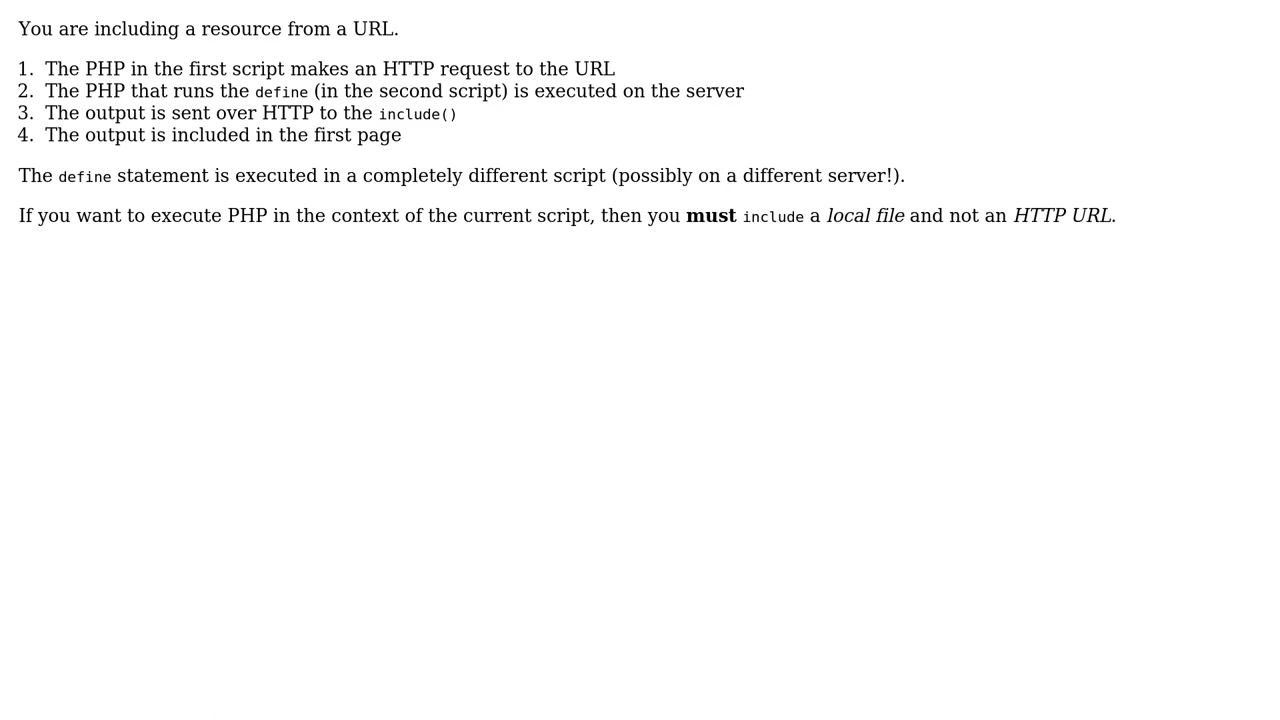 You are including a resource from a URL.
1. The PHP in the first script makes an HTTP request to the URL
2. The PHP that runs the define (in the second script) is executed on the server
3. The output is sent over HTTP to the include()
4. The output is included in the first page
The define statement is executed in a completely different script (possibly on a different server!).
If you want to execute PHP in the context of the current script, then you must include a local file and not an HTTP URL.